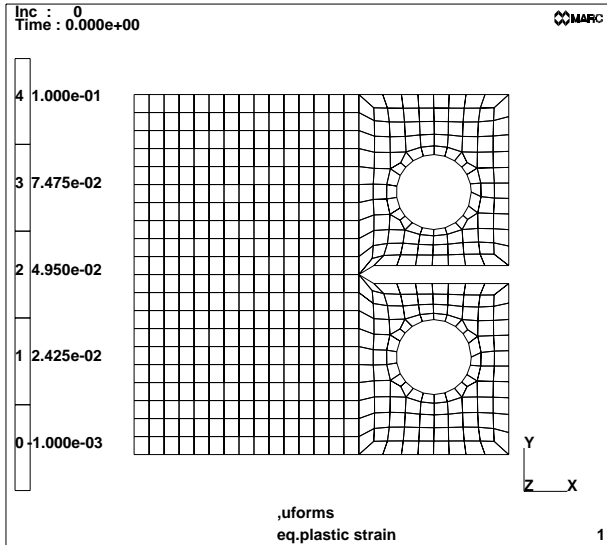 Inc : 0
Time : 0.000e+00
MARC
4 1.000e-01
3 7.475e-02
2 4.950e-02
1 2.425e-02
0 -1.000e-03
Y
Z X
,uforms
eq.plastic strain
1